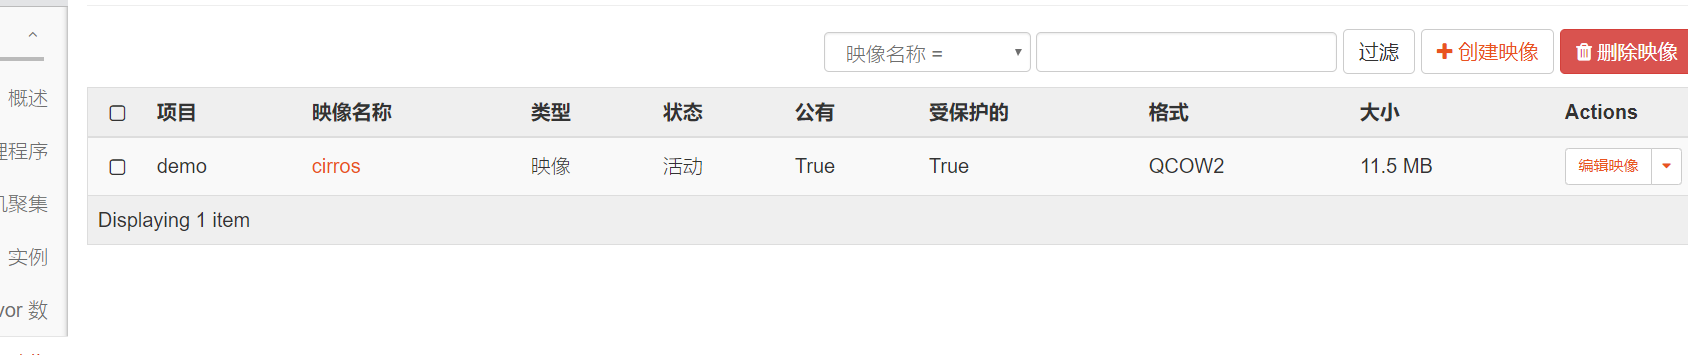 映像名称 = 过滤 创建映像 删除映像
概述
理程序
机聚集
实例
vor 数
项目 映像名称 类型 状态 公有 受保护的 格式 大小 Actions
demo cirros 映像 活动 True True QCOW2 11.5 MB 编辑映像
Displaying 1 item